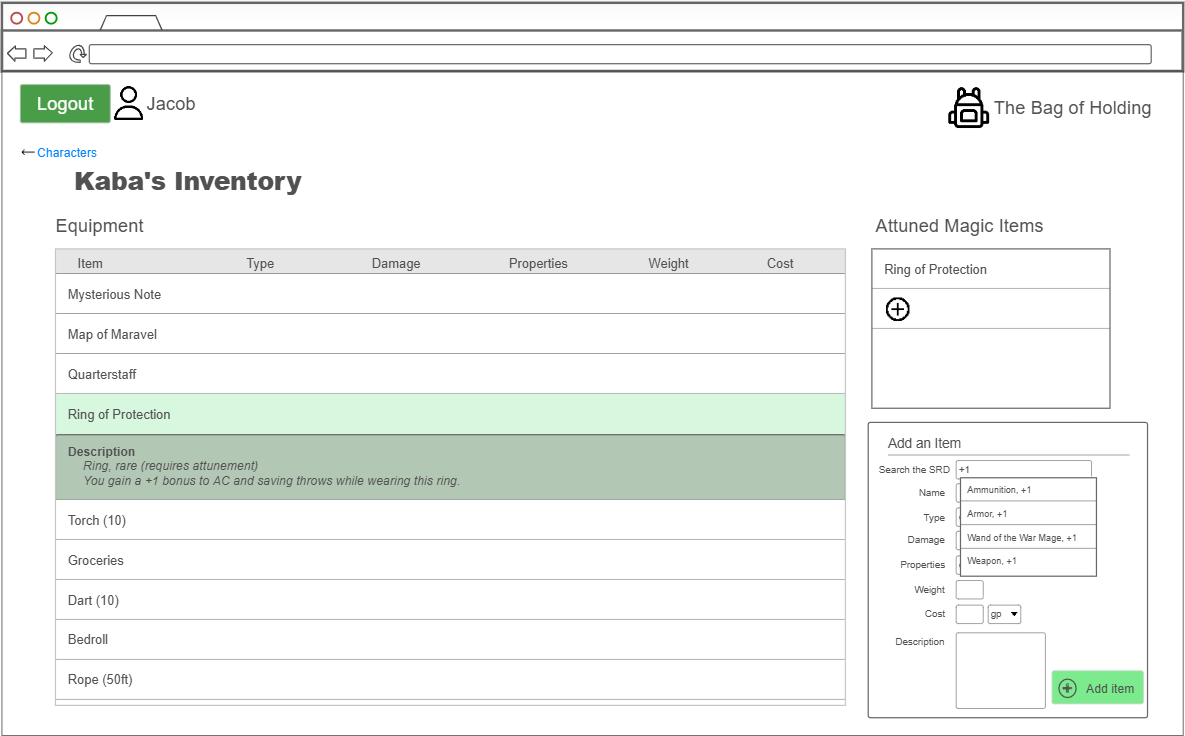 Logout
Jacob
The Bag of Holding
Characters
Kaba's Inventory
Equipment
Item Type Damage Properties Weight Cost
Mysterious Note
Map of Maravel
Quarterstaff
Ring of Protection
Description
Ring, rare (requires attunement)
You gain a +1 bonus to AC and saving throws while wearing this ring.
Torch (10)
Groceries
Dart (10)
Bedroll
Rope (50ft)
Attuned Magic Items
Ring of Protection
Add an Item
Search the SRD +1
Ammunition, +1
Armor, +1
Wand of the War Mage, +1
Weapon, +1
Name
Type
Damage
Properties
Weight
Cost gp
Description
Add item